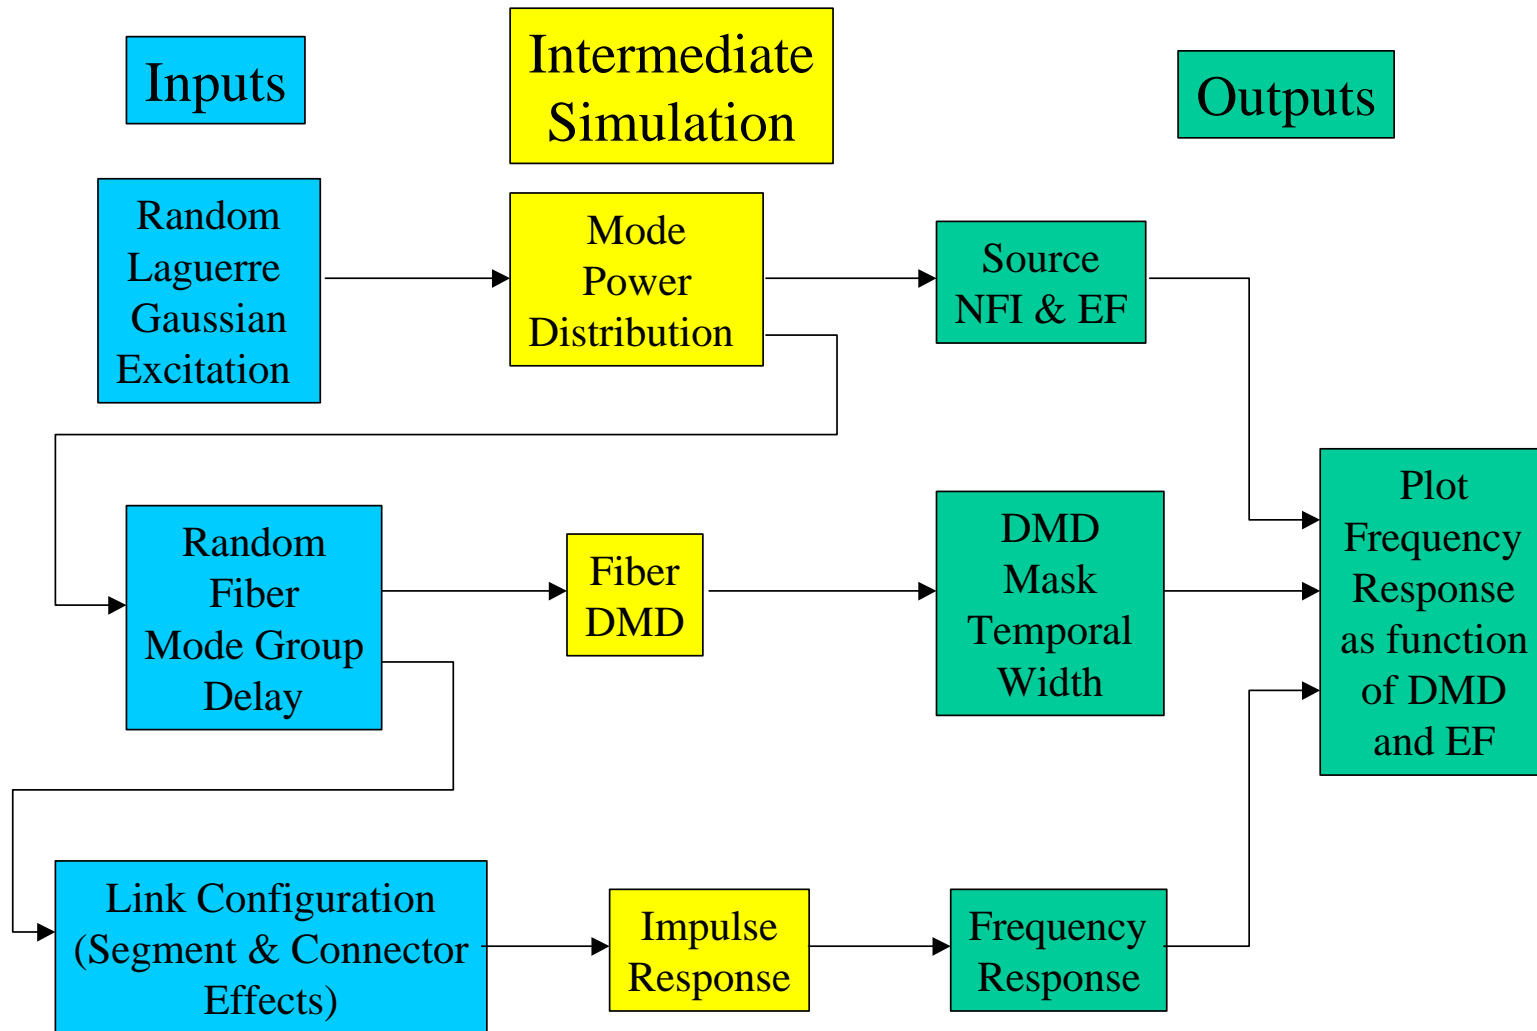 Inputs
Intermediate
Simulation
Outputs
Random
Laguerre
Gaussian
Excitation
Mode
Power
Distribution
Source
NFI & EF
Random
Fiber
Mode Group
Delay
Fiber
DMD
DMD
Mask
Temporal
Width
Plot
Frequency
Response
as function
of DMD
and EF
Link Configuration
(Segment & Connector
Effects)
Impulse
Response
Frequency
Response